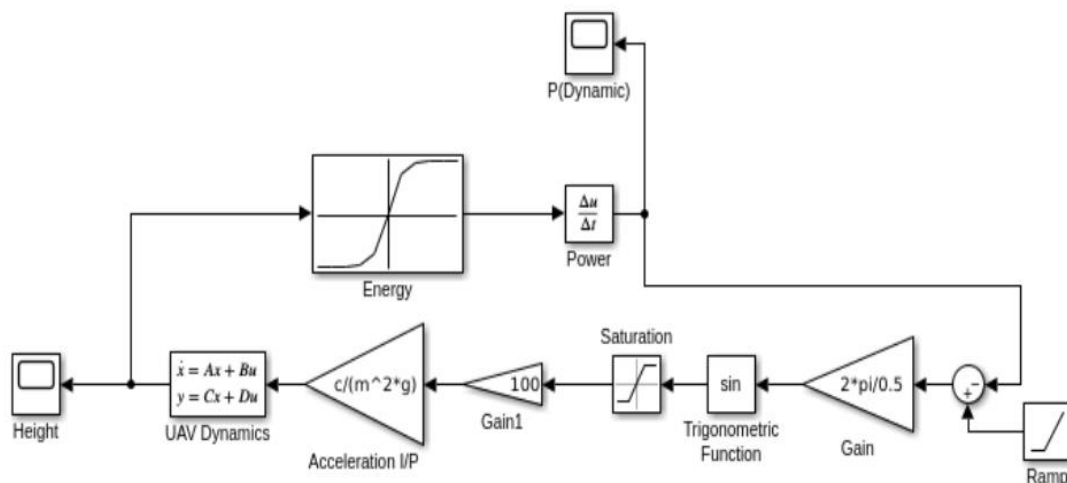 P(Dynamic)
Δu
Δt
Power
Energy
Saturation
ẋ = Ax + Bu
y = Cx + Du
c/(m^2*g)
100
sin
2*pi/0.5
−
+
Height
UAV Dynamics
Acceleration I/P
Gain1
Trigonometric
Function
Gain
Ramp